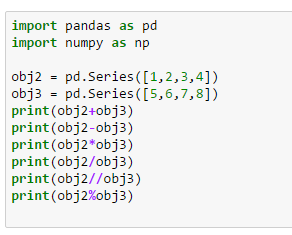 import pandas as pd
import numpy as np
obj2 = pd.Series([1,2,3,4])
obj3 = pd.Series([5,6,7,8])
print(obj2+obj3)
print(obj2-obj3)
print(obj2*obj3)
print(obj2/obj3)
print(obj2//obj3)
print(obj2%obj3)